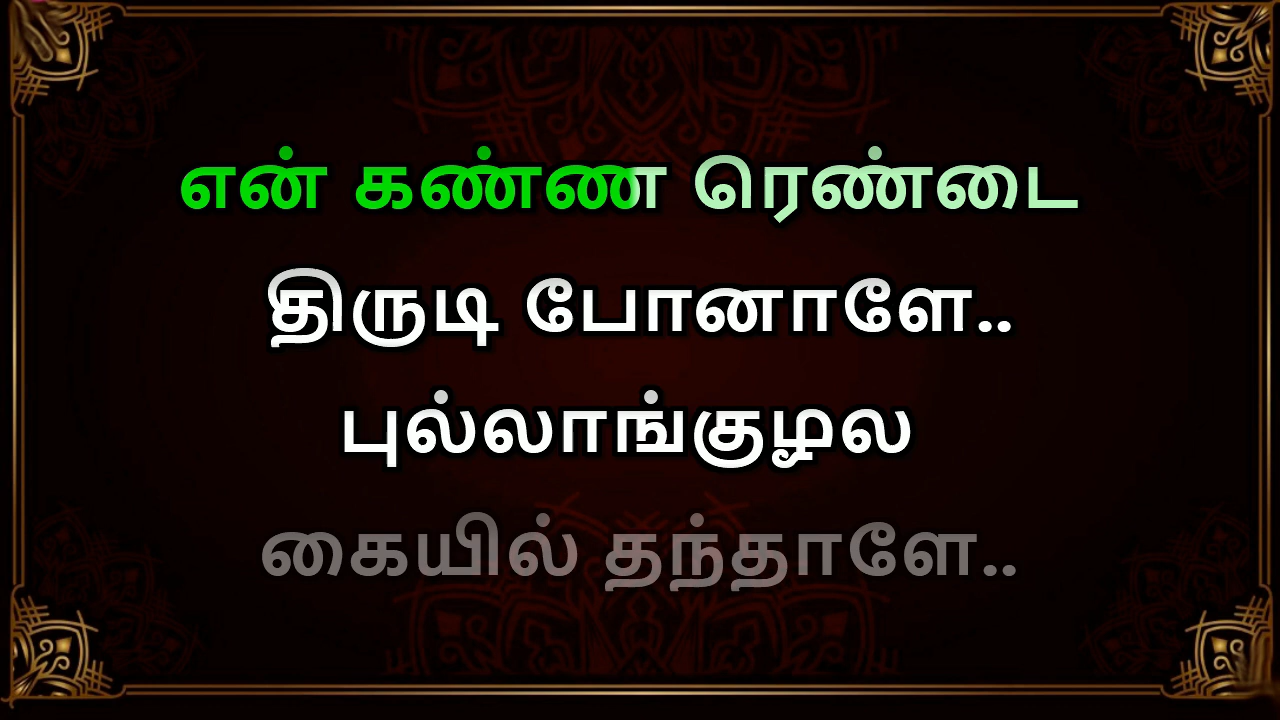 என் கண்ண ரெண்டை
திருடி போனாளே..
புல்லாங்குழல
கையில் தந்தாளே..